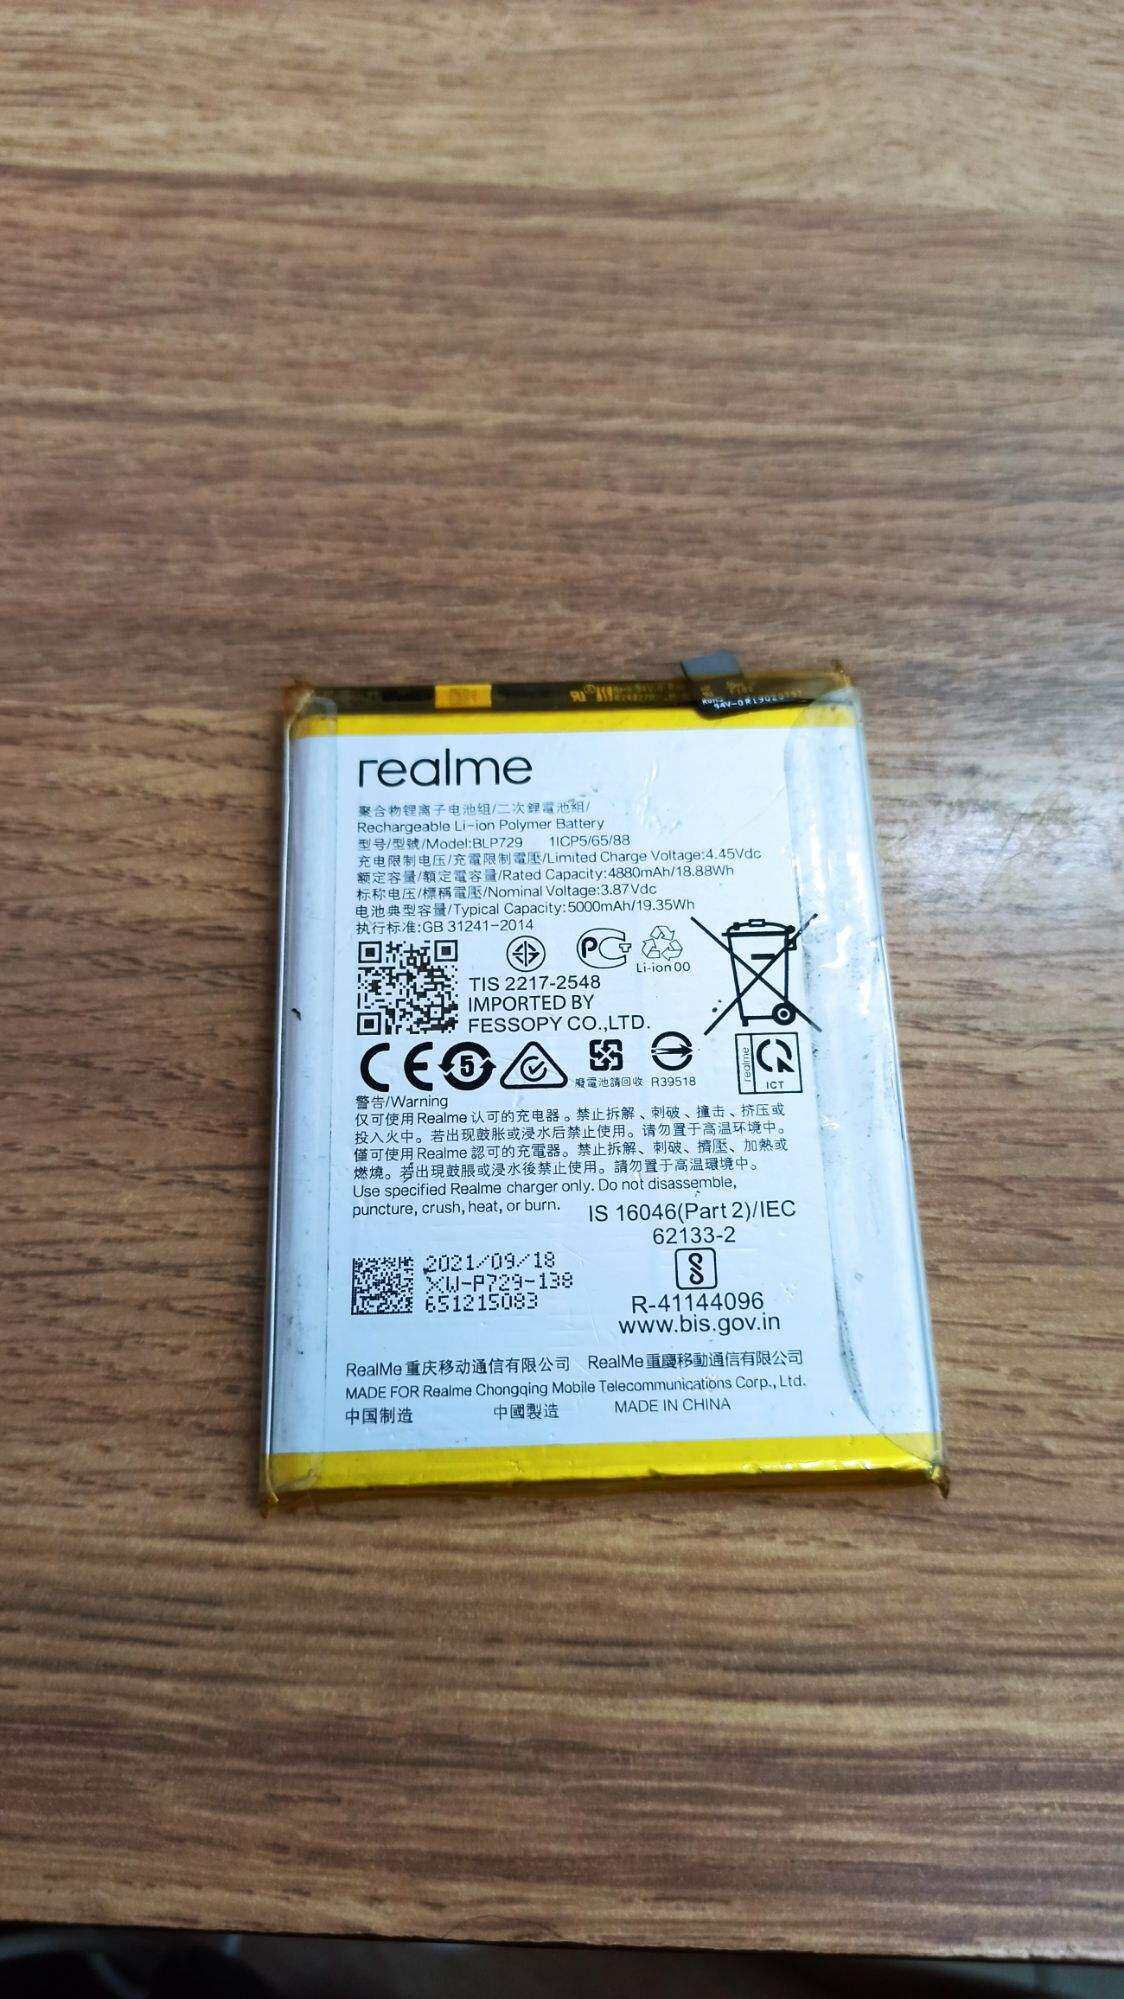 realme
聚合物锂离子电池组/二次鋰電池組/
Rechargeable Li-ion Polymer Battery
型号/型號/Model:BLP729 1ICP5/65/88
充电限制电压/充電限制電壓/Limited Charge Voltage:4.45Vdc
额定容量/額定電容量/Rated Capacity:4880mAh/18.88Wh
标称电压/標稱電壓/Nominal Voltage:3.87Vdc
电池典型容量/Typical Capacity:5000mAh/19.35Wh
执行标准:GB 31241-2014
Li-ion 00
TIS 2217-2548
IMPORTED BY
FESSOPY CO.,LTD.
CE 5 廢電池請回收 R39518 realme ICT
警告/Warning
仅可使用 Realme 认可的充电器。禁止拆解、刺破、撞击、挤压或
投入火中。若出现鼓胀或浸水后禁止使用。请勿置于高温环境中。
僅可使用 Realme 認可的充電器。禁止拆解、刺破、擠壓、加熱或
燃燒。若出現鼓脹或浸水後禁止使用。請勿置于高溫環境中。
Use specified Realme charger only. Do not disassemble,
puncture, crush, heat, or burn.
IS 16046(Part 2)/IEC
62133-2
2021/09/18
XW-P729-138
651215083
R-41144096
www.bis.gov.in
RealMe 重庆移动通信有限公司 RealMe 重慶移動通信有限公司
MADE FOR Realme Chongqing Mobile Telecommunications Corp., Ltd.
中国制造 中國製造 MADE IN CHINA